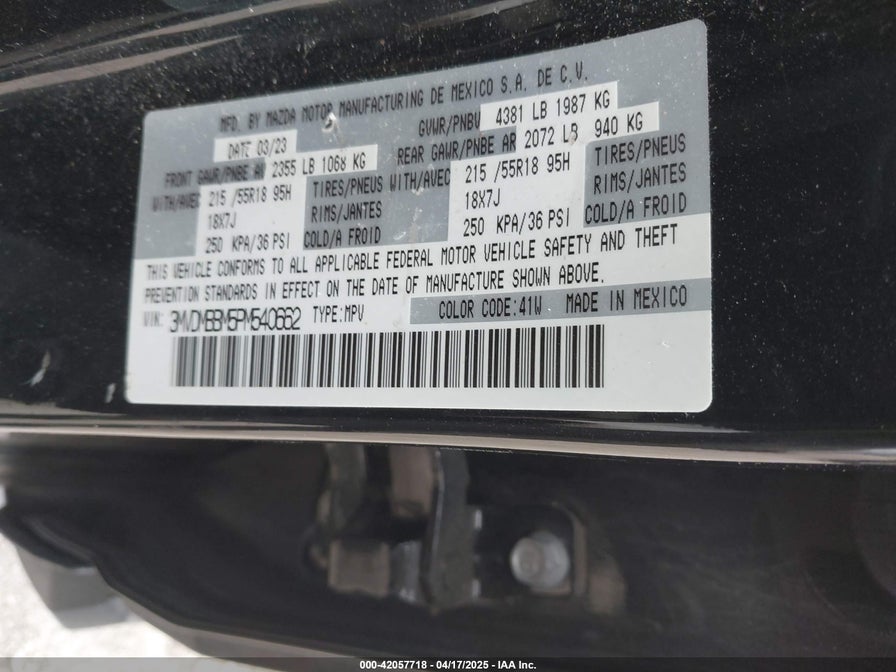 MFD. BY MAZDA MOTOR MANUFACTURING DE MEXICO S.A. DE C.V.
DATE 03/23 GVWR/PNBV 4381 LB 1987 KG
FRONT GAWR/PNBE AV 2355 LB 1068 KG REAR GAWR/PNBE AR 2072 LB 940 KG
WITH/AVEC 215 /55R18 95H TIRES/PNEUS WITH/AVEC 215 /55R18 95H TIRES/PNEUS
18X7J RIMS/JANTES 18X7J RIMS/JANTES
250 KPA/36 PSI COLD/A FROID 250 KPA/36 PSI COLD/A FROID
THIS VEHICLE CONFORMS TO ALL APPLICABLE FEDERAL MOTOR VEHICLE SAFETY AND THEFT
PREVENTION STANDARDS IN EFFECT ON THE DATE OF MANUFACTURE SHOWN ABOVE.
VIN: 3MVDMBBM5PM540662 TYPE:MPV COLOR CODE:41W MADE IN MEXICO
000-42057718 - 04/17/2025 - IAA Inc.